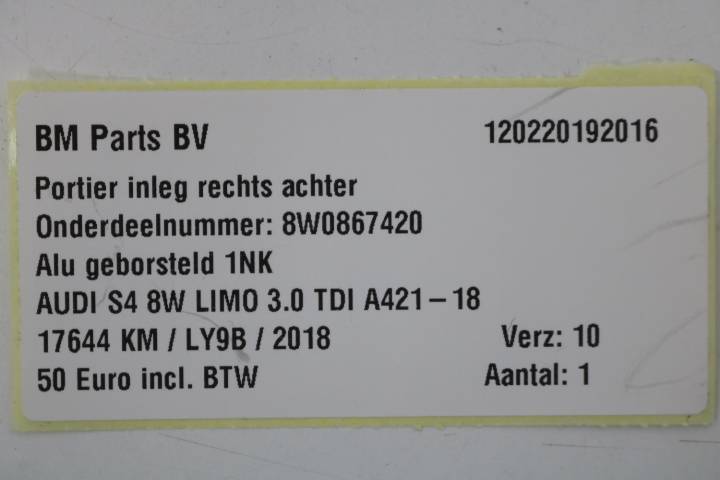 BM Parts BV 120220192016
Portier inleg rechts achter
Onderdeelnummer: 8W0867420
Alu geborsteld 1NK
AUDI S4 8W LIMO 3.0 TDI A421-18
17644 KM / LY9B / 2018 Verz: 10
50 Euro incl. BTW Aantal: 1